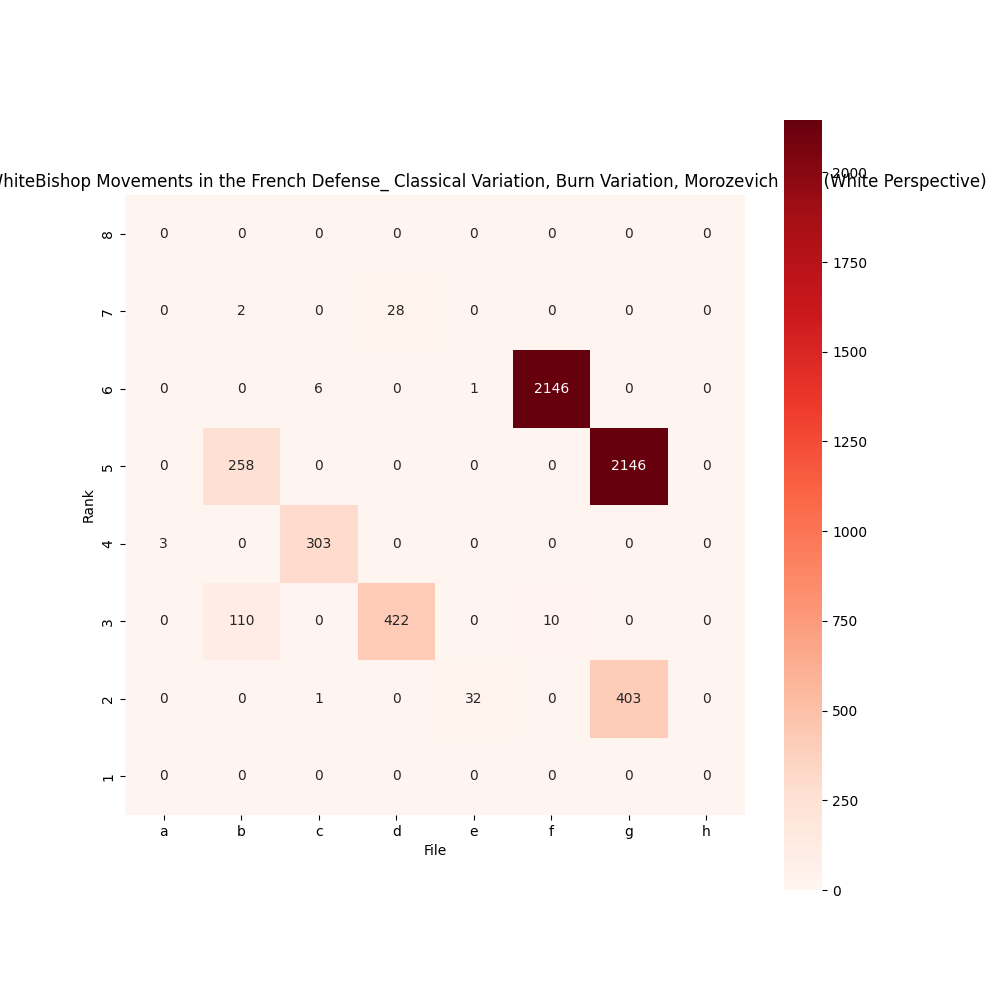 WhiteBishop Movements in the French Defense_ Classical Variation, Burn Variation, Morozevich (White Perspective)
8 0 0 0 0 0 0 0 0
7 0 2 0 28 0 0 0 0
6 0 0 6 0 1 2146 0 0
5 0 258 0 0 0 0 2146 0
4 3 0 303 0 0 0 0 0
3 0 110 0 422 0 10 0 0
2 0 0 1 0 32 0 403 0
1 0 0 0 0 0 0 0 0
a b c d e f g h
File
Rank
2000
1750
1500
1250
1000
750
500
250
0